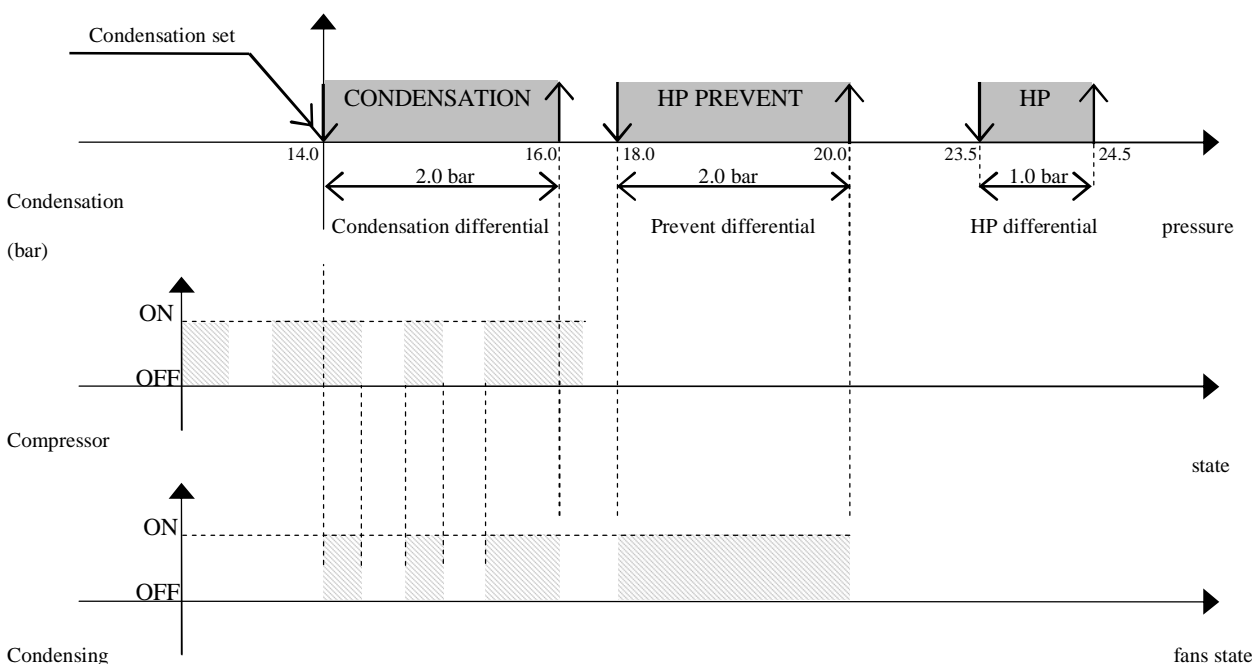 Condensation set
CONDENSATION HP PREVENT HP
14.0 16.0 18.0 20.0 23.5 24.5
2.0 bar 2.0 bar 1.0 bar
Condensation
Condensation differential Prevent differential HP differential pressure
(bar)
ON
OFF
Compressor
state
ON
OFF
Condensing fans state